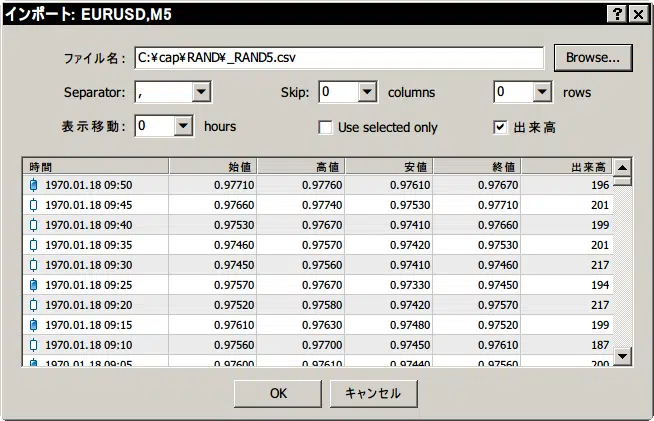 インポート: EURUSD,M5
ファイル名: C:¥cap¥RAND¥_RAND5.csv Browse...
Separator: , Skip: 0 columns 0 rows
表示移動: 0 hours Use selected only 出来高
時間 始値 高値 安値 終値 出来高
1970.01.18 09:50 0.97710 0.97760 0.97610 0.97670 196
1970.01.18 09:45 0.97660 0.97740 0.97530 0.97710 201
1970.01.18 09:40 0.97530 0.97670 0.97410 0.97660 199
1970.01.18 09:35 0.97460 0.97570 0.97420 0.97530 201
1970.01.18 09:30 0.97450 0.97560 0.97410 0.97460 217
1970.01.18 09:25 0.97570 0.97670 0.97330 0.97450 194
1970.01.18 09:20 0.97520 0.97580 0.97420 0.97570 217
1970.01.18 09:15 0.97610 0.97630 0.97480 0.97520 199
1970.01.18 09:10 0.97560 0.97700 0.97450 0.97610 187
1970.01.18 09:05 0.97600 0.97610 0.97440 0.97560 200
OK キャンセル